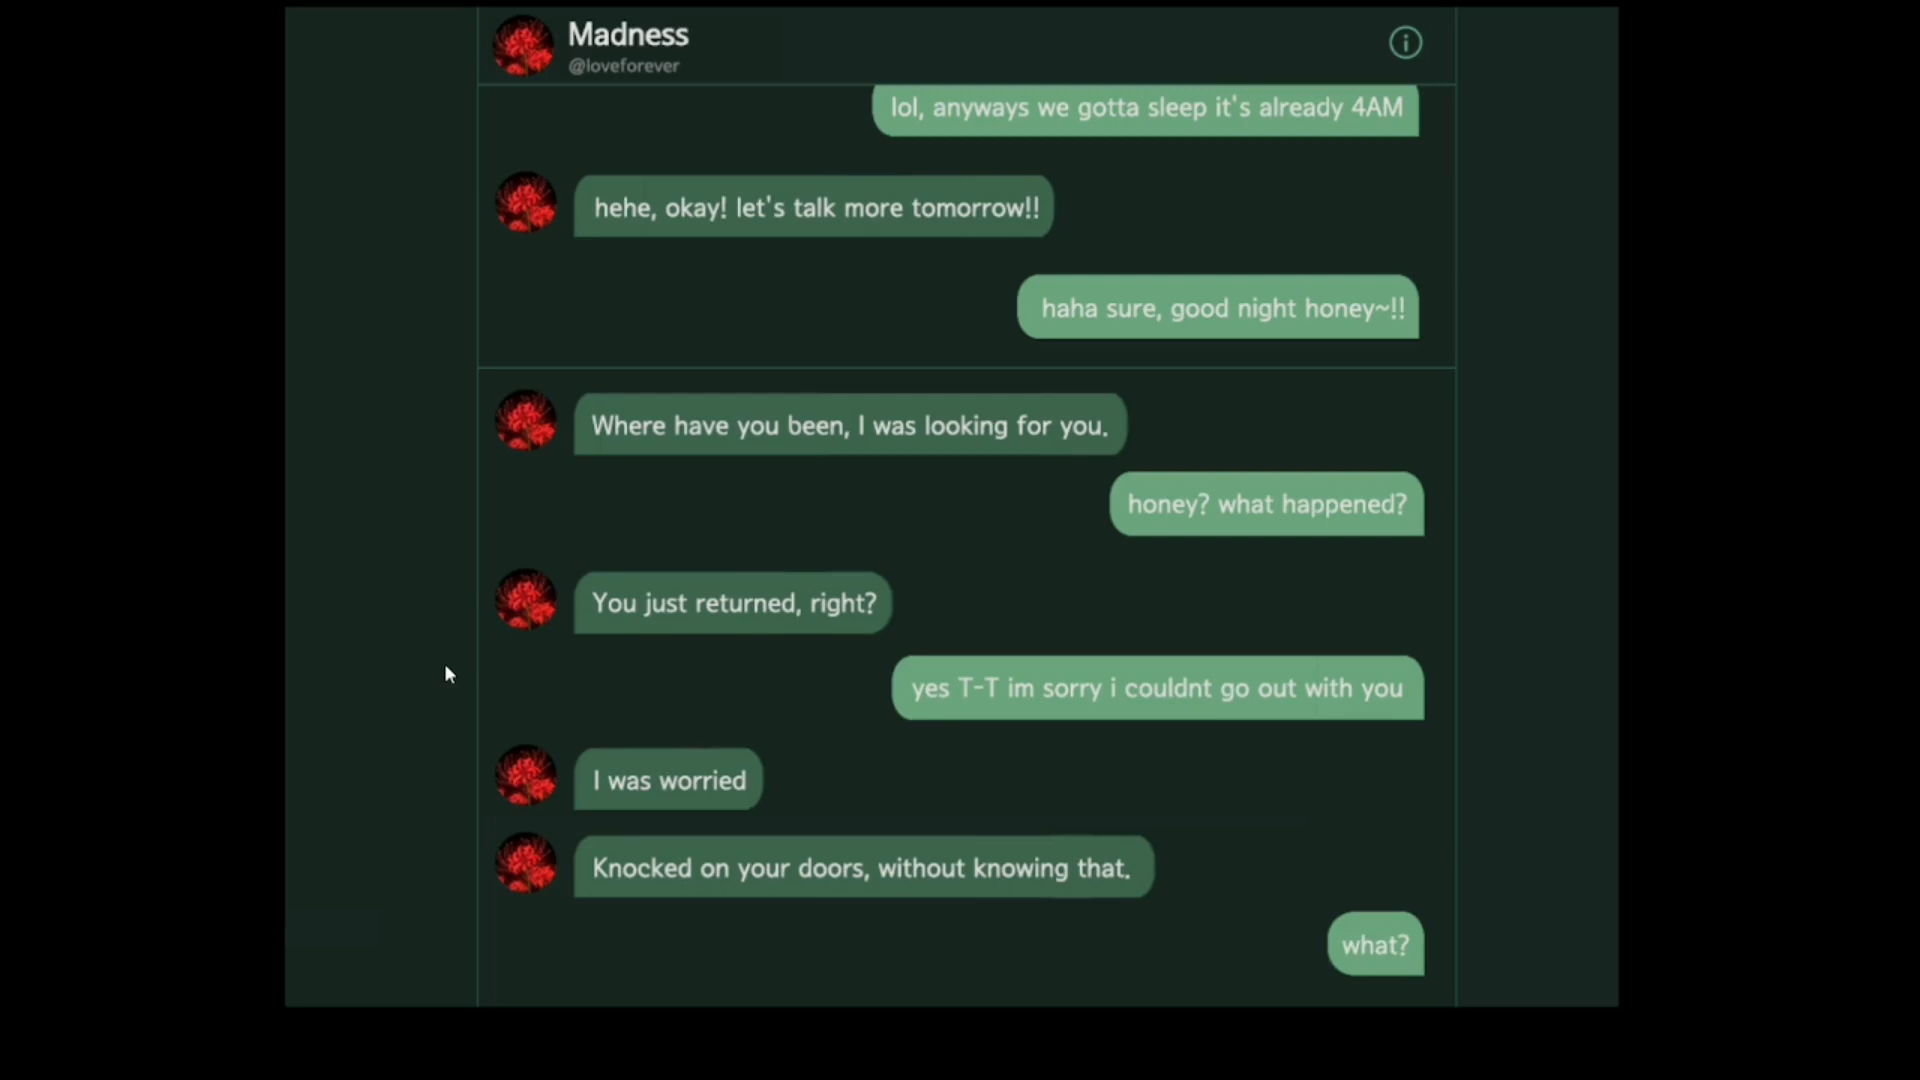 Madness
@loveforever
lol, anyways we gotta sleep it's already 4AM
hehe, okay! let's talk more tomorrow!!
haha sure, good night honey~!!
Where have you been, I was looking for you.
honey? what happened?
You just returned, right?
yes T-T im sorry i couldnt go out with you
I was worried
Knocked on your doors, without knowing that.
what?